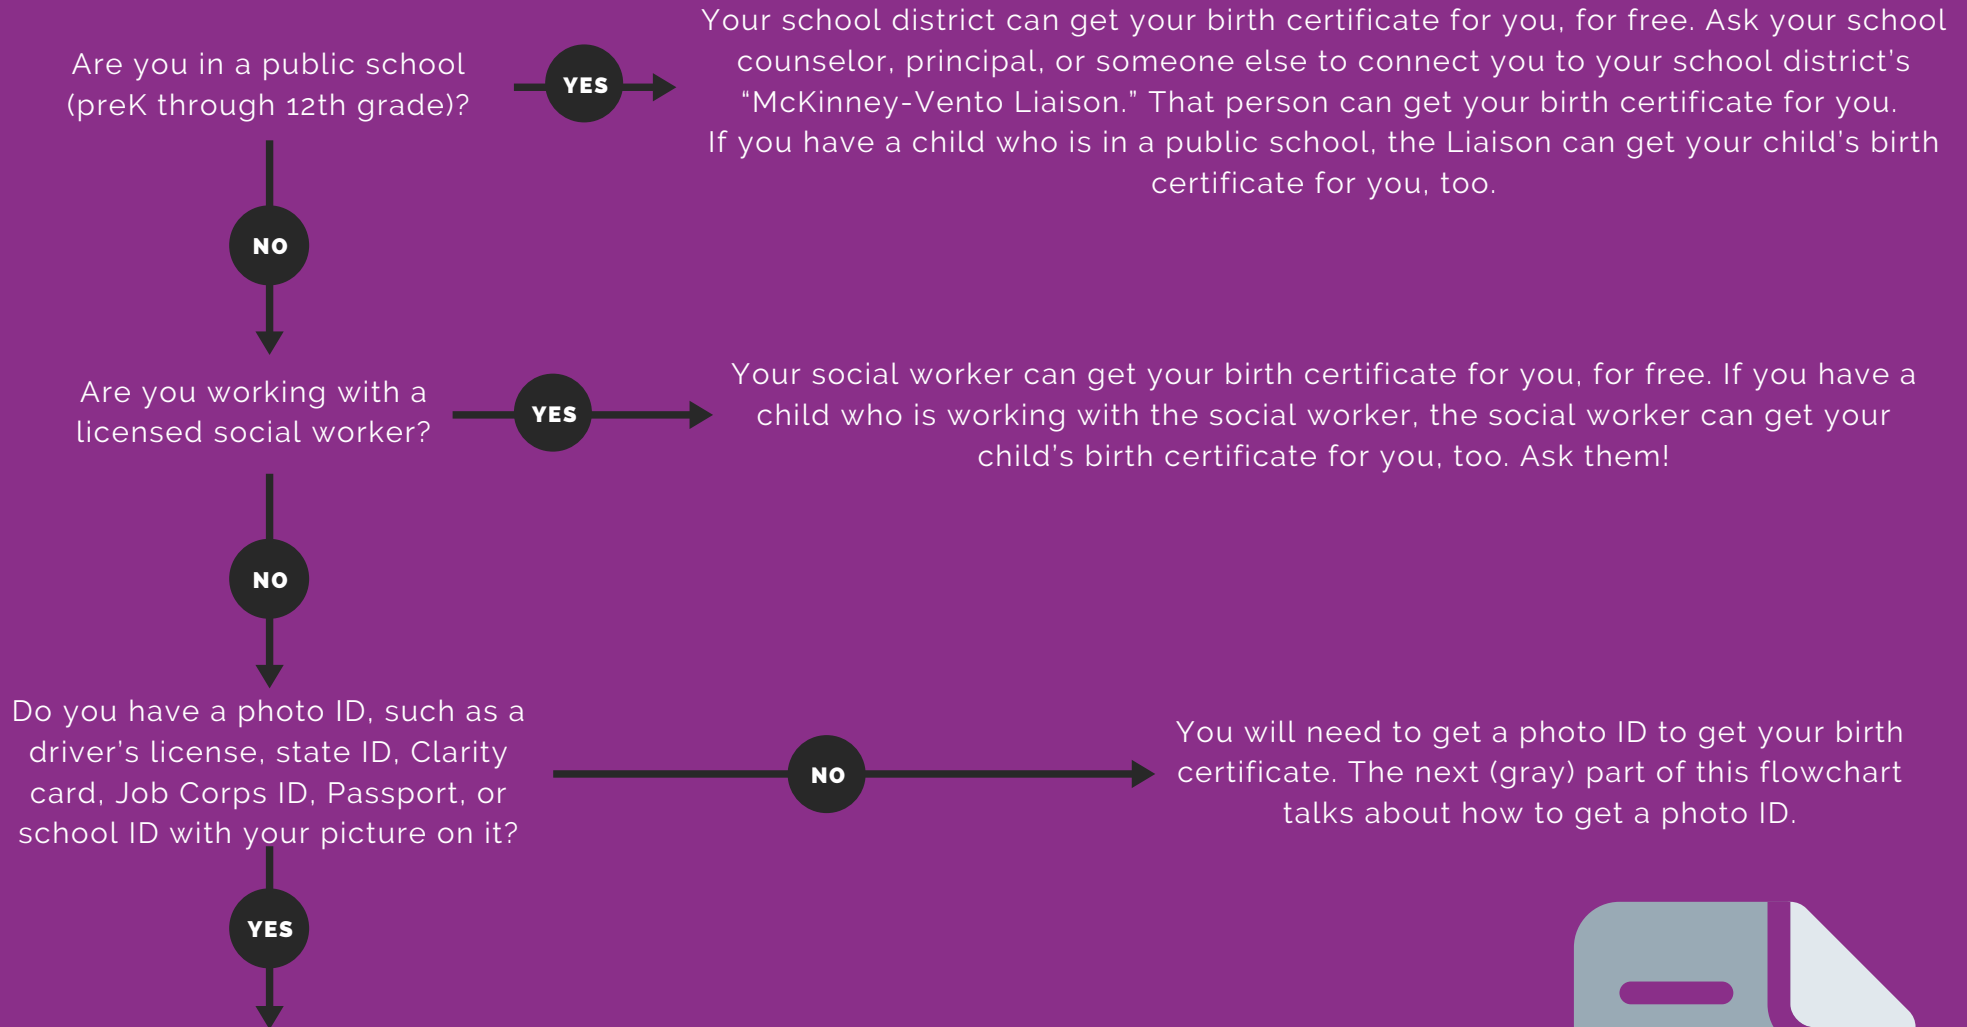 Are you in a public school
(preK through 12th grade)?
YES
Your school district can get your birth certificate for you, for free. Ask your school
counselor, principal, or someone else to connect you to your school district's
“McKinney-Vento Liaison.” That person can get your birth certificate for you.
If you have a child who is in a public school, the Liaison can get your child's birth
certificate for you, too.
NO
Are you working with a
licensed social worker?
YES
Your social worker can get your birth certificate for you, for free. If you have a
child who is working with the social worker, the social worker can get your
child's birth certificate for you, too. Ask them!
NO
Do you have a photo ID, such as a
driver's license, state ID, Clarity
card, Job Corps ID, Passport, or
school ID with your picture on it?
NO
You will need to get a photo ID to get your birth
certificate. The next (gray) part of this flowchart
talks about how to get a photo ID.
YES